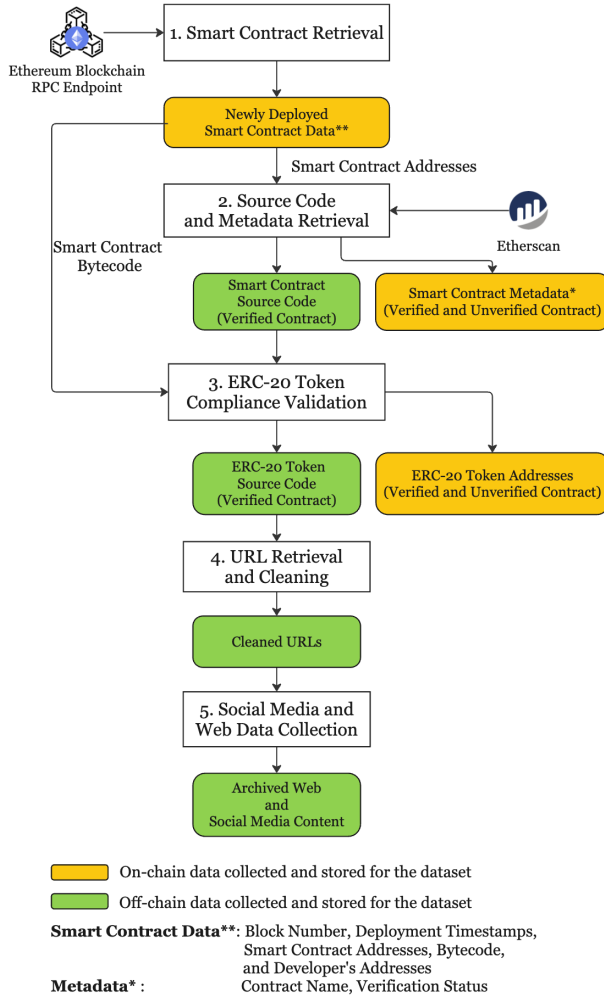 1. Smart Contract Retrieval
Ethereum Blockchain
RPC Endpoint
Newly Deployed
Smart Contract Data**
Smart Contract Addresses
2. Source Code
and Metadata Retrieval
Etherscan
Smart Contract
Bytecode
Smart Contract
Source Code
(Verified Contract)
Smart Contract Metadata*
(Verified and Unverified Contract)
3. ERC-20 Token
Compliance Validation
ERC-20 Token
Source Code
(Verified Contract)
ERC-20 Token Addresses
(Verified and Unverified Contract)
4. URL Retrieval
and Cleaning
Cleaned URLs
5. Social Media and
Web Data Collection
Archived Web
and
Social Media Content
On-chain data collected and stored for the dataset
Off-chain data collected and stored for the dataset
Smart Contract Data**: Block Number, Deployment Timestamps,
Smart Contract Addresses, Bytecode,
and Developer's Addresses
Metadata* : Contract Name, Verification Status